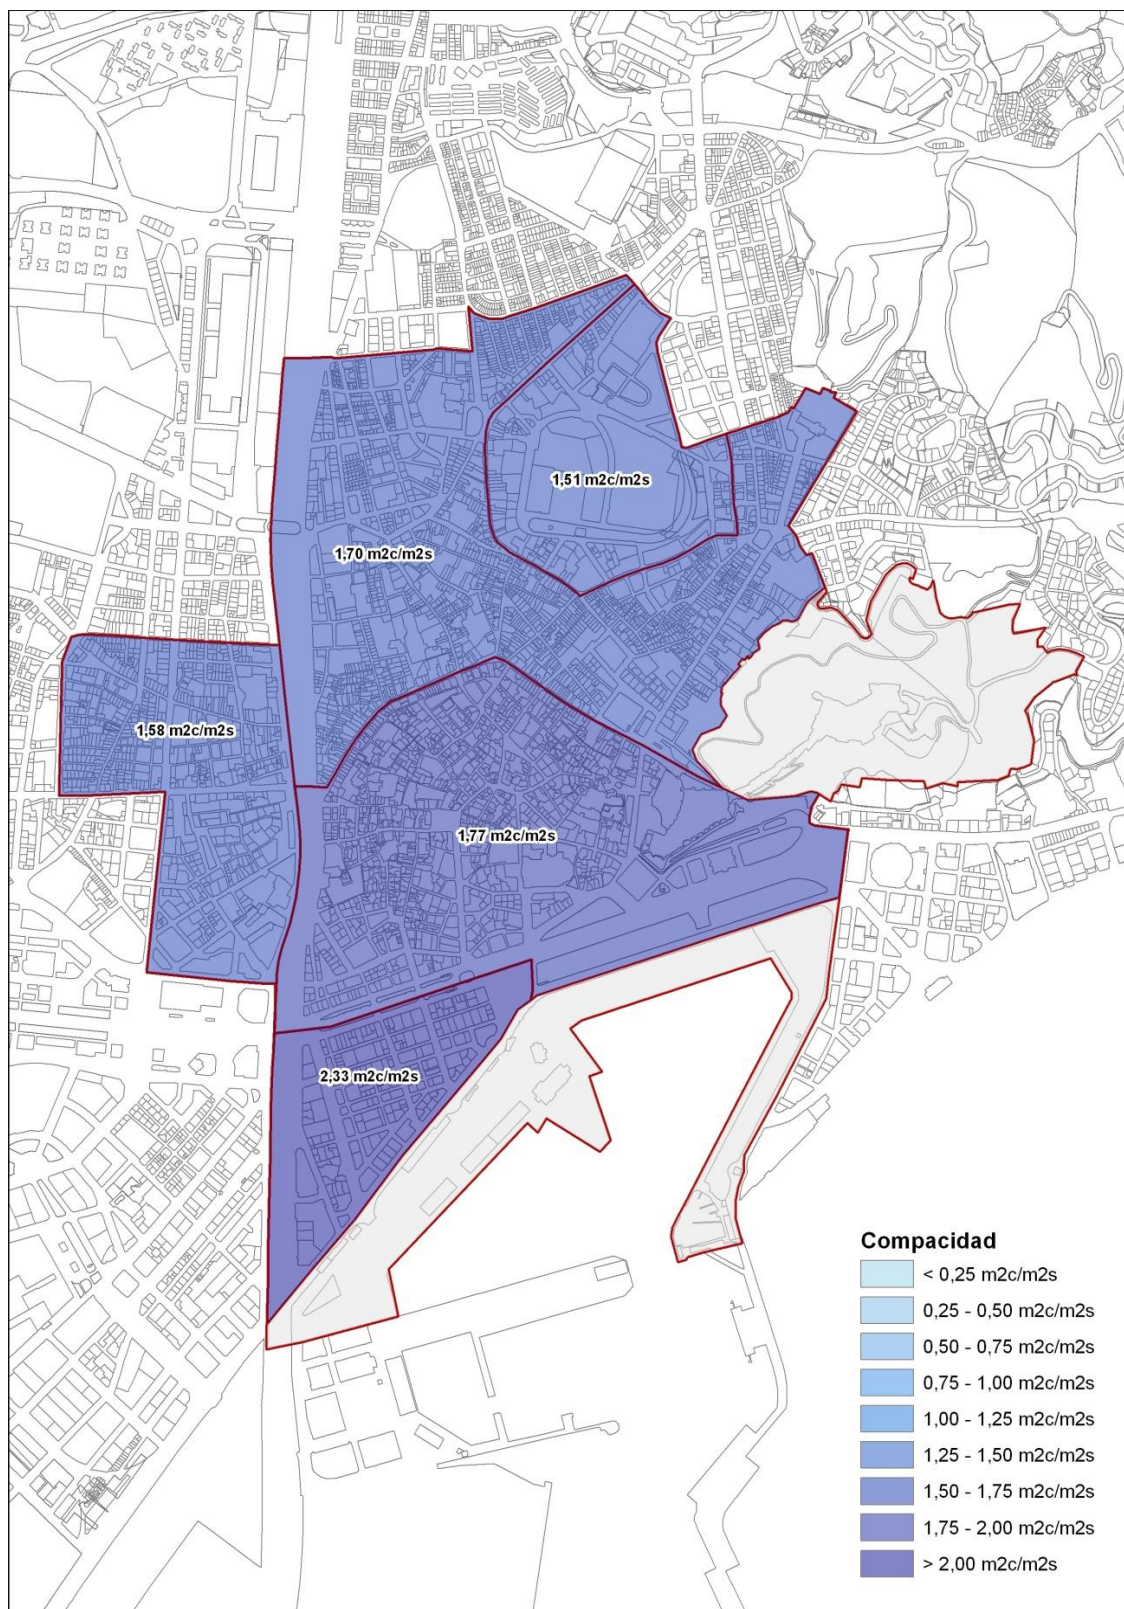 1,51 m2c/m2s
1,70 m2c/m2s
1,58 m2c/m2s
1,77 m2c/m2s
2,33 m2c/m2s
Compacidad
< 0,25 m2c/m2s
0,25 - 0,50 m2c/m2s
0,50 - 0,75 m2c/m2s
0,75 - 1,00 m2c/m2s
1,00 - 1,25 m2c/m2s
1,25 - 1,50 m2c/m2s
1,50 - 1,75 m2c/m2s
1,75 - 2,00 m2c/m2s
> 2,00 m2c/m2s